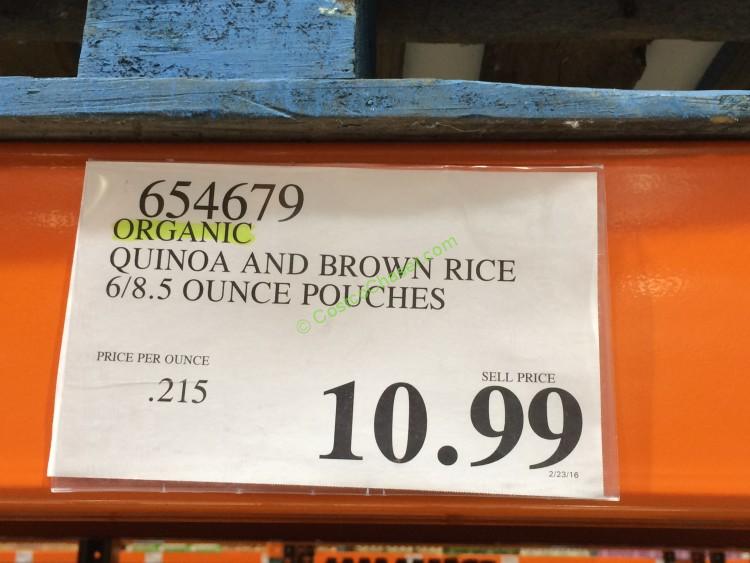 654679
ORGANIC
QUINOA AND BROWN RICE
6/8.5 OUNCE POUCHES
© CostcoChaser.com
PRICE PER OUNCE
.215
SELL PRICE
10.99
2/23/16